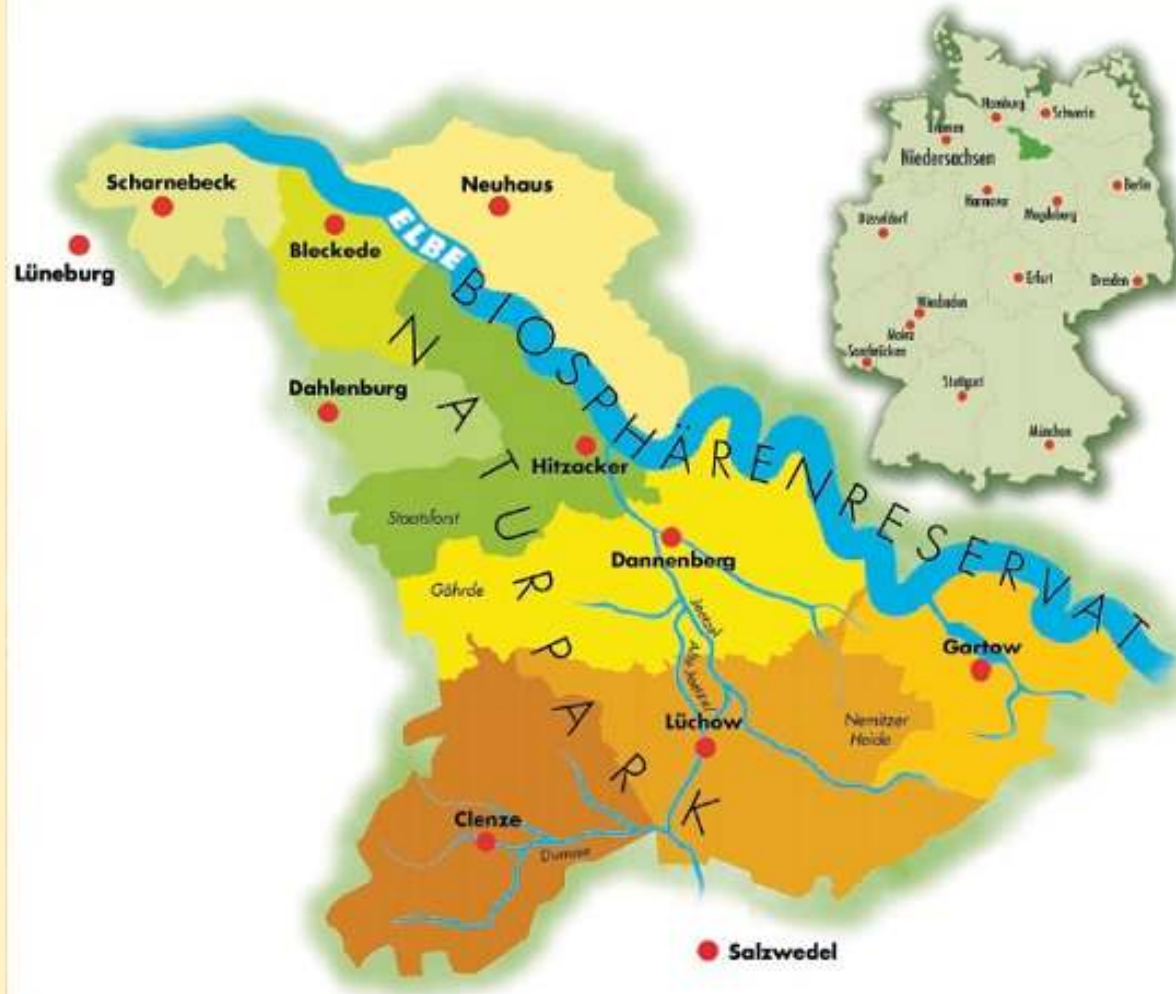 Scharnebeck
Neuhaus
Bleckede
Lüneburg
ELBE
BIOSPHÄRENRESERVAT
NATURPARK
Dahlenburg
Hitzacker
Staatsforst
Dannenberg
Göhrde
Jeetzel
Alte Jeetzel
Gartow
Lüchow
Nemitzer
Heide
Clenze
Dumme
Salzwedel
Hamburg
Schwerin
Bremen
Niedersachsen
Berlin
Hannover
Magdeburg
Düsseldorf
Erfurt
Dresden
Wiesbaden
Mainz
Saarbrücken
Stuttgart
München